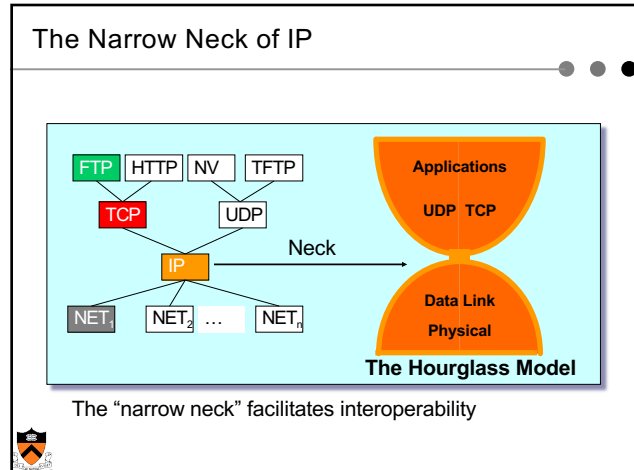 The Narrow Neck of IP
FTP HTTP NV TFTP
TCP UDP
IP
Neck
NET₁ NET₂ … NETₙ
Applications
UDP TCP
Data Link
Physical
The Hourglass Model
The “narrow neck” facilitates interoperability